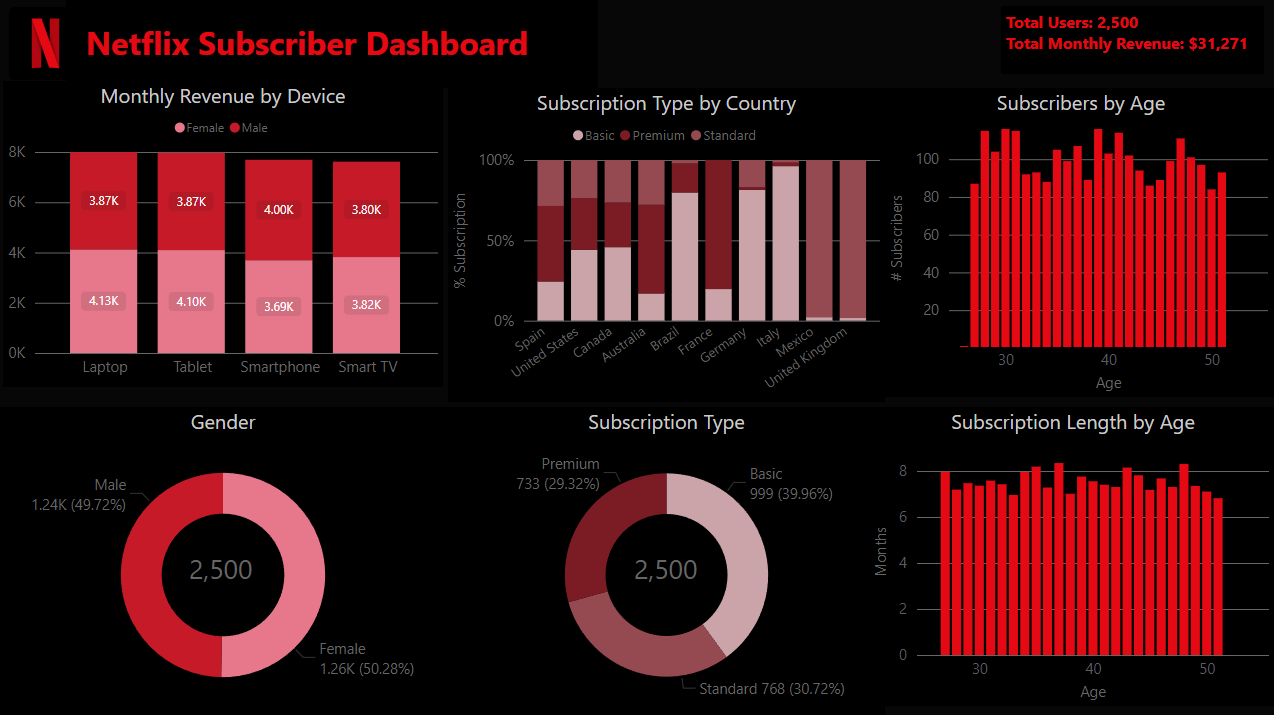 Netflix Subscriber Dashboard
Total Users: 2,500
Total Monthly Revenue: $31,271
Monthly Revenue by Device
Female Male
8K
6K
4K
2K
0K
3.87K
3.87K
4.00K
3.80K
4.13K
4.10K
3.69K
3.82K
Laptop
Tablet
Smartphone
Smart TV
Subscription Type by Country
Basic Premium Standard
% Subscription
100%
50%
0%
Spain
United States
Canada
Australia
Brazil
France
Germany
Italy
Mexico
United Kingdom
Subscribers by Age
# Subscribers
100
80
60
40
20
30
40
50
Age
Gender
Male
1.24K (49.72%)
2,500
Female
1.26K (50.28%)
Subscription Type
Premium
733 (29.32%)
Basic
999 (39.96%)
2,500
Standard 768 (30.72%)
Subscription Length by Age
Months
8
6
4
2
0
30
40
50
Age